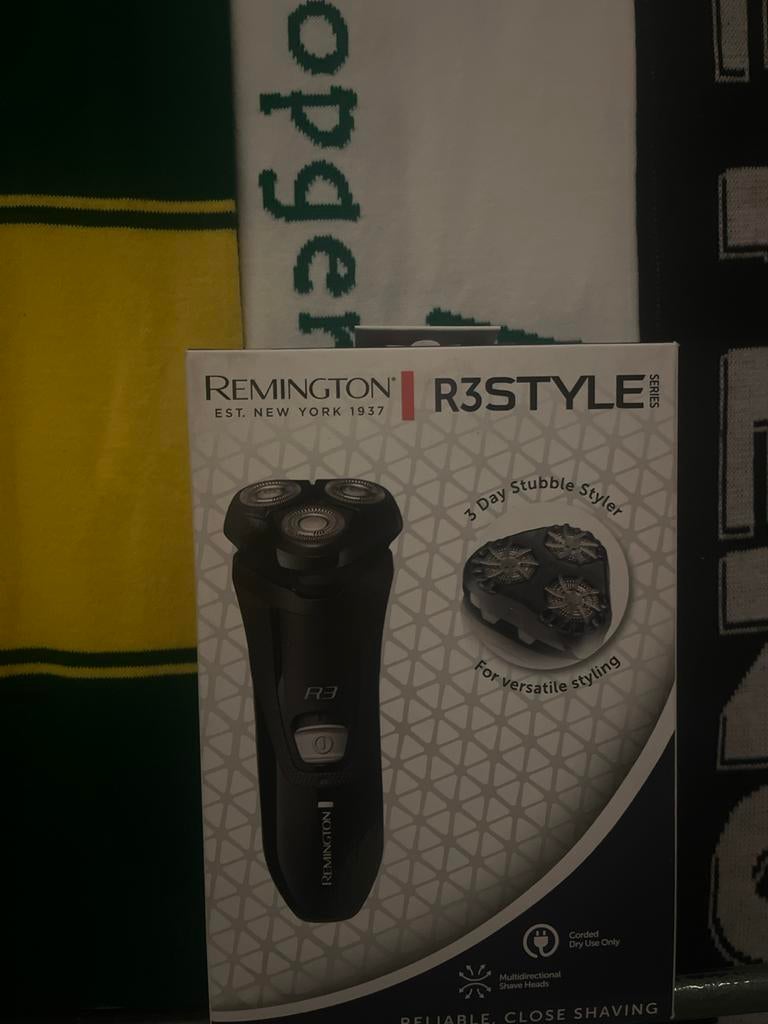 opger
REMINGTON®
EST. NEW YORK 1937
R3STYLE
SERIES
3 Day Stubble Styler
For versatile styling
R3
REMINGTON
Corded
Dry Use Only
Multidirectional
Shave Heads
RELIABLE, CLOSE SHAVING